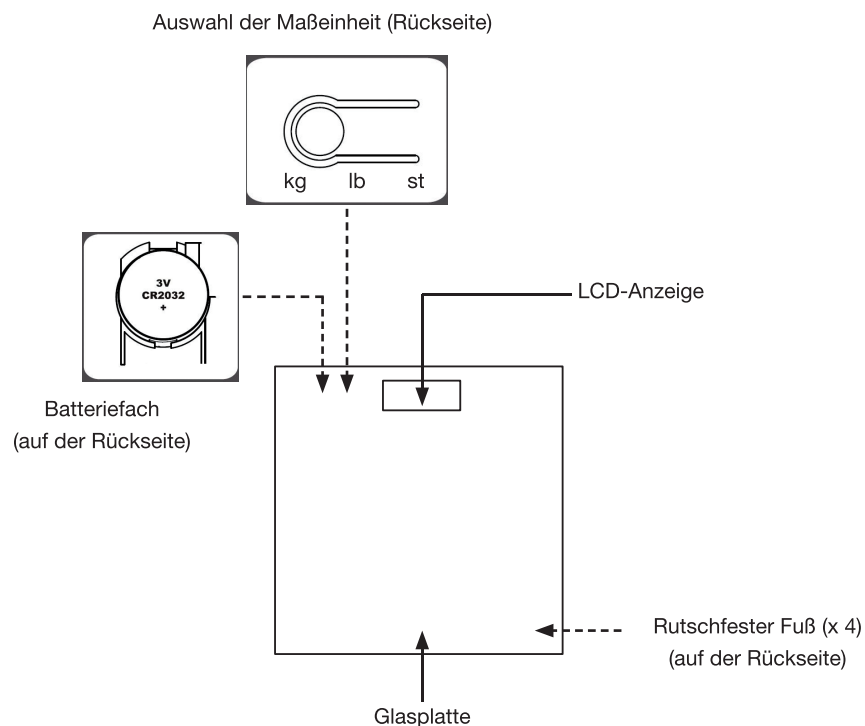 Auswahl der Maßeinheit (Rückseite)
kg lb st
3V
CR2032
+
LCD-Anzeige
Batteriefach
(auf der Rückseite)
Rutschfester Fuß (x 4)
(auf der Rückseite)
Glasplatte